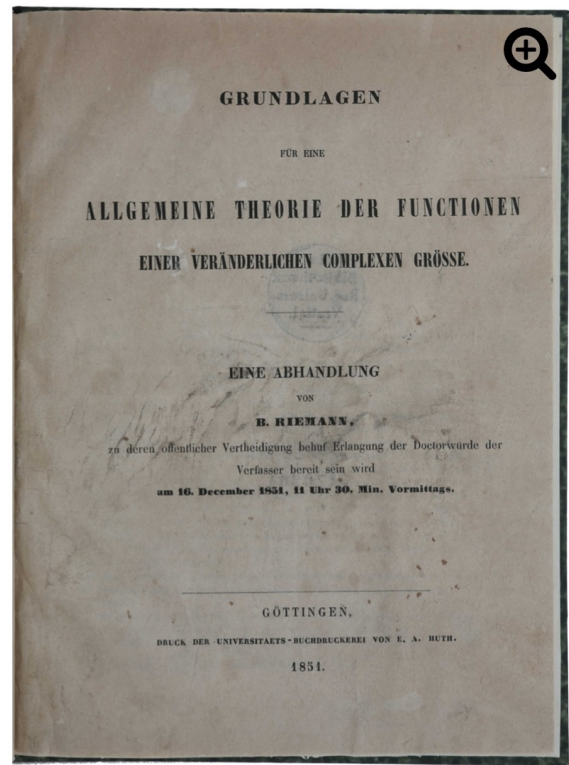 GRUNDLAGEN
FÜR EINE
ALLGEMEINE THEORIE DER FUNCTIONEN
EINER VERÄNDERLICHEN COMPLEXEN GRÖSSE.
EINE ABHANDLUNG
VON
B. RIEMANN,
zu deren öffentlicher Vertheidigung behuf Erlangung der Doctorwürde der
Verfasser bereit sein wird
am 16. December 1851, 11 Uhr 30. Min. Vormittags.
GÖTTINGEN,
DRUCK DER UNIVERSITAETS-BUCHDRUCKEREI VON E. A. HUTH.
1851.